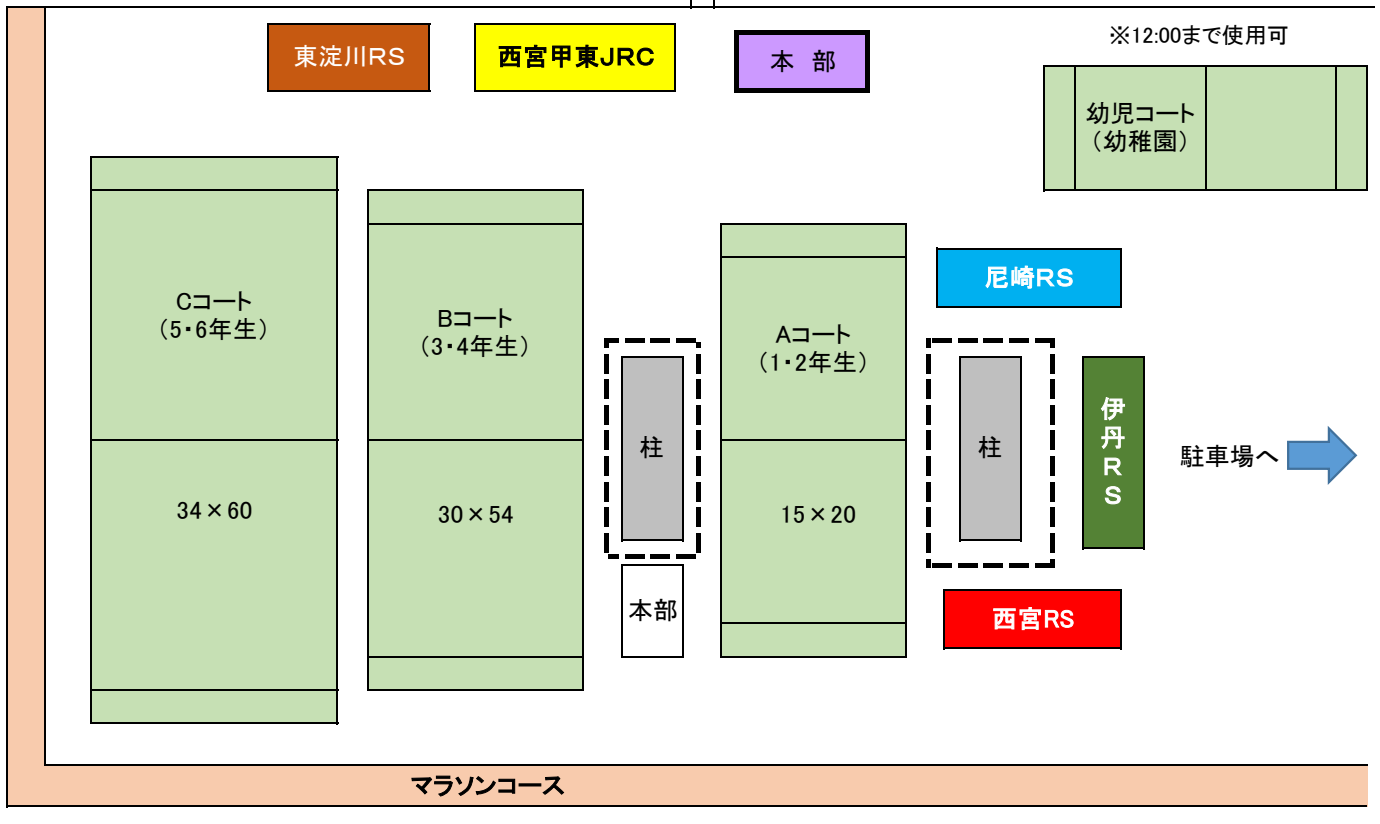 ※12:00まで使用可
東淀川RS
西宮甲東JRC
本 部
幼児コート
（幼稚園）
尼崎RS
Cコート
（5・6年生）
Bコート
（3・4年生）
Aコート
（1・2年生）
柱
柱
伊丹RS
駐車場へ
34×60
30×54
15×20
本部
西宮RS
マラソンコース